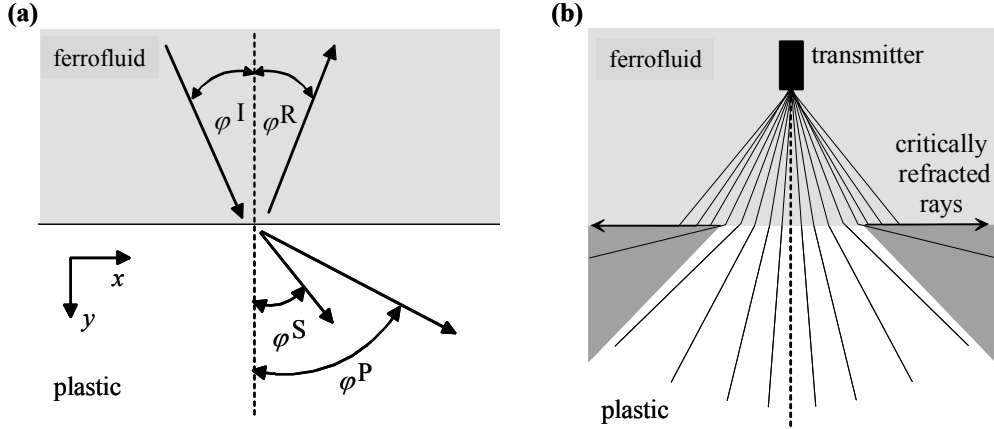 (a)
ferrofluid
φ I
φ R
x
y
φ S
φ P
plastic
(b)
ferrofluid
transmitter
critically
refracted
rays
plastic